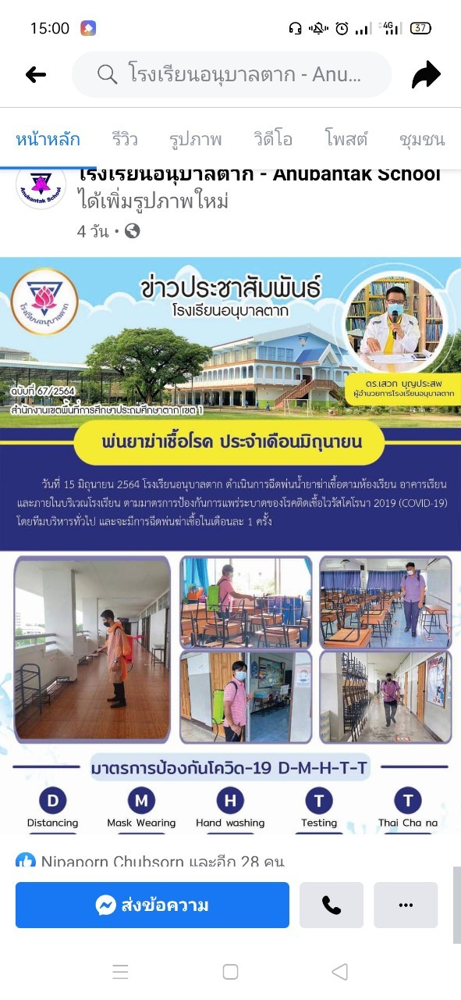 15:00
4G
37
โรงเรียนอนุบาลตาก - Anu...
หน้าหลัก รีวิว รูปภาพ วิดีโอ โพสต์ ชุมชน
Anubantak School
โรงเรียนอนุบาลตาก - Anubantak School
ได้เพิ่มรูปภาพใหม่
4 วัน
โรงเรียนอนุบาลตาก
ข่าวประชาสัมพันธ์
โรงเรียนอนุบาลตาก
ฉบับที่ 67/2564
สำนักงานเขตพื้นที่การศึกษาประถมศึกษาตาก เขต 1
ดร.เสวก บุญประสพ
ผู้อำนวยการโรงเรียนอนุบาลตาก
พ่นยาฆ่าเชื้อโรค ประจำเดือนมิถุนายน
วันที่ 15 มิถุนายน 2564 โรงเรียนอนุบาลตาก ดำเนินการฉีดพ่นน้ำยาฆ่าเชื้อตามห้องเรียน อาคารเรียน
และภายในบริเวณโรงเรียน ตามมาตรการป้องกันการแพร่ระบาดของโรคติดเชื้อไวรัสโคโรนา 2019 (COVID-19)
โดยทีมบริหารทั่วไป และจะมีการฉีดพ่นฆ่าเชื้อในเดือนละ 1 ครั้ง
มาตรการป้องกันโควิด-19 D-M-H-T-T
D M H T T
Distancing Mask Wearing Hand washing Testing Thai Cha na
Nipaporn Chubsorn และอีก 28 คน
ส่งข้อความ